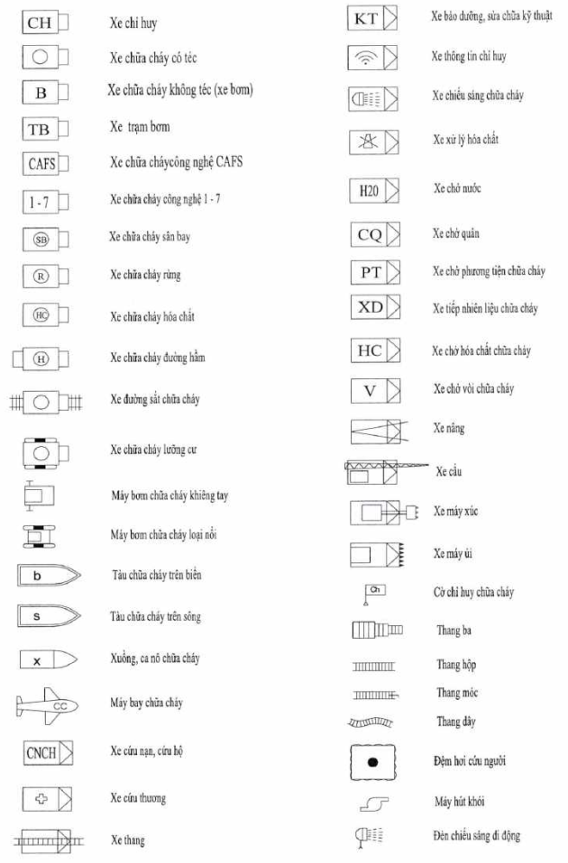 CH Xe chỉ huy
Xe chữa cháy có téc
B Xe chữa cháy không téc (xe bơm)
TB Xe trạm bơm
CAFS Xe chữa cháycông nghệ CAFS
1 - 7 Xe chữa cháy công nghệ 1 - 7
SB Xe chữa cháy sân bay
R Xe chữa cháy rừng
HC Xe chữa cháy hóa chất
H Xe chữa cháy đường hầm
Xe đường sắt chữa cháy
Xe chữa cháy lưỡng cư
Máy bơm chữa cháy khiêng tay
Máy bơm chữa cháy loại nổi
b Tàu chữa cháy trên biển
s Tàu chữa cháy trên sông
x Xuồng, ca nô chữa cháy
CC Máy bay chữa cháy
CNCH Xe cứu nạn, cứu hộ
Xe cứu thương
Xe thang
KT Xe bảo dưỡng, sửa chữa kỹ thuật
Xe thông tin chỉ huy
Xe chiếu sáng chữa cháy
Xe xử lý hóa chất
H20 Xe chở nước
CQ Xe chở quân
PT Xe chở phương tiện chữa cháy
XD Xe tiếp nhiên liệu chữa cháy
HC Xe chở hóa chất chữa cháy
V Xe chở vòi chữa cháy
Xe nâng
Xe cẩu
Xe máy xúc
Xe máy ủi
Ch Cờ chỉ huy chữa cháy
Thang ba
Thang hộp
Thang móc
Thang dây
Đệm hơi cứu người
Máy hút khói
Đèn chiếu sáng di động